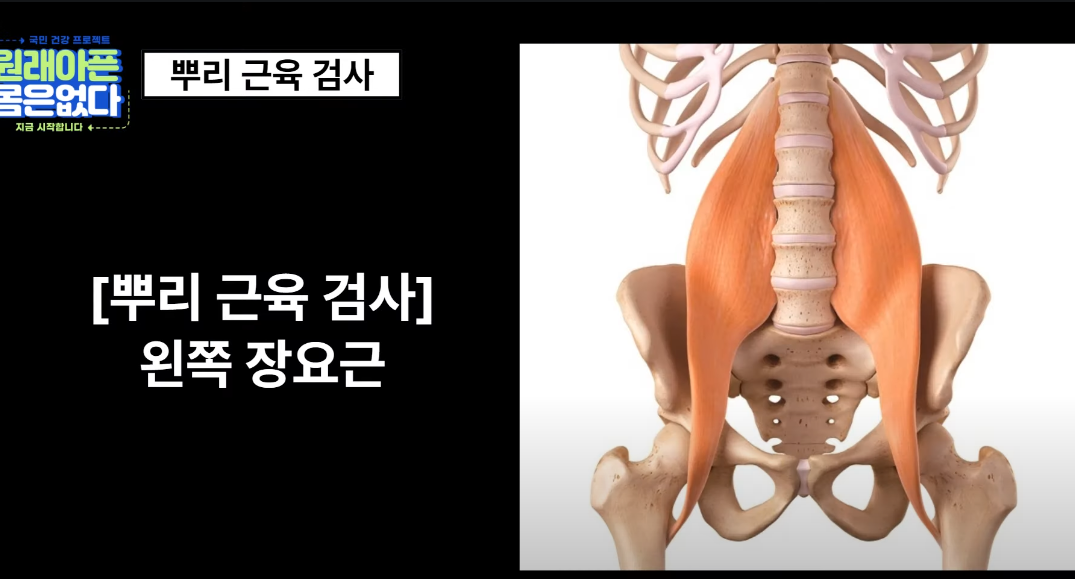 국민 건강 프로젝트
원래아픈
몸은없다
지금 시작합니다
뿌리 근육 검사
[뿌리 근육 검사]
왼쪽 장요근